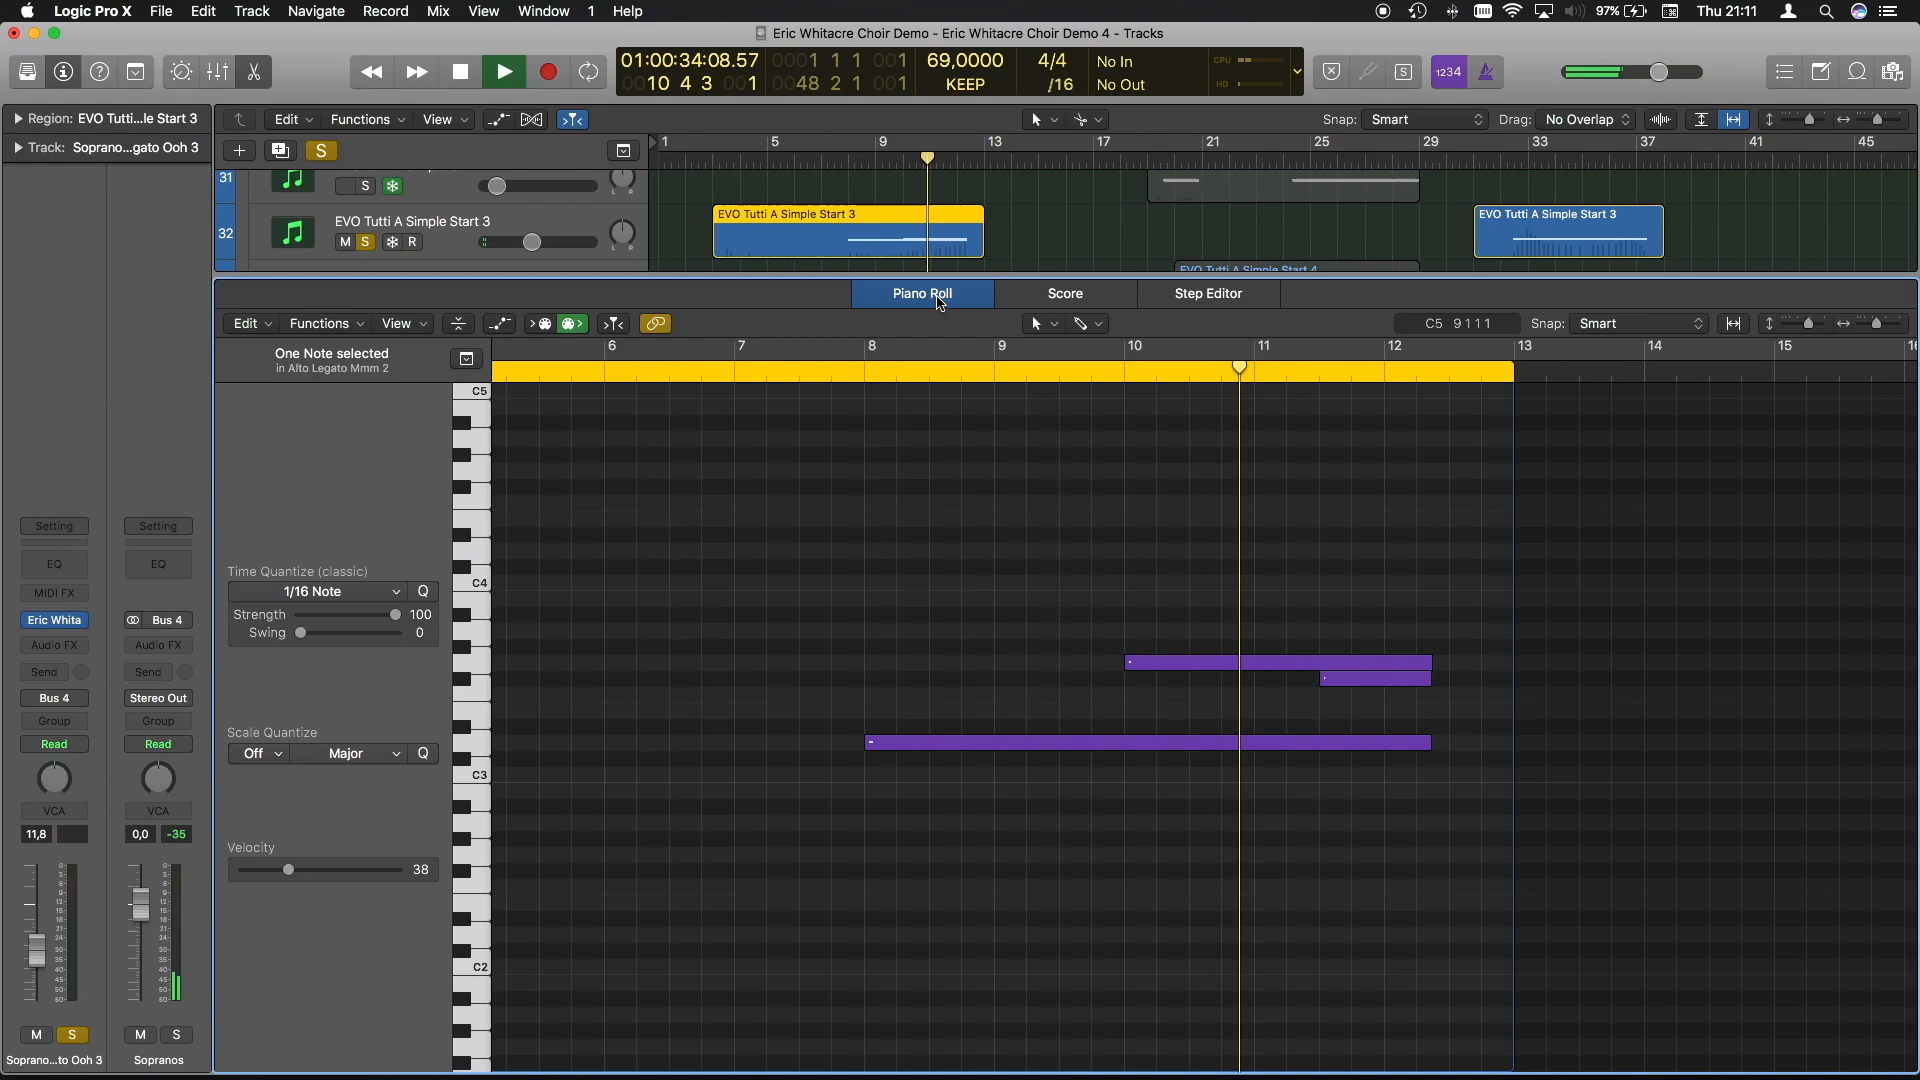 Logic Pro X File Edit Track Navigate Record Mix View Window 1 Help 97% Thu 21:11
Eric Whitacre Choir Demo - Eric Whitacre Choir Demo 4 - Tracks
01:00:34:08.57 0001 1 1 001 69,0000 4/4 No In CPU
0010 4 3 001 0048 2 1 001 KEEP /16 No Out HD
1234
Region: EVO Tutti...le Start 3
Track: Soprano...gato Ooh 3
Edit Functions View Snap: Smart Drag: No Overlap
S 1 5 9 13 17 21 25 29 33 37 41 45
31 S L R
32 EVO Tutti A Simple Start 3
M S R L R
EVO Tutti A Simple Start 3
EVO Tutti A Simple Start 3
EVO Tutti A Simple Start 4
Piano Roll Score Step Editor
Edit Functions View C5 9 1 1 1 Snap: Smart
One Note selected
in Alto Legato Mmm 2
6 7 8 9 10 11 12 13 14 15
C5
C4
C3
C2
Time Quantize (classic)
1/16 Note Q
Strength 100
Swing 0
Scale Quantize
Off Major Q
Velocity
38
Setting Setting
EQ EQ
MIDI FX
Eric Whita Bus 4
Audio FX Audio FX
Send Send
Bus 4 Stereo Out
Group Group
Read Read
VCA VCA
11,8 0,0 -35
M S M S
Soprano...to Ooh 3 Sopranos